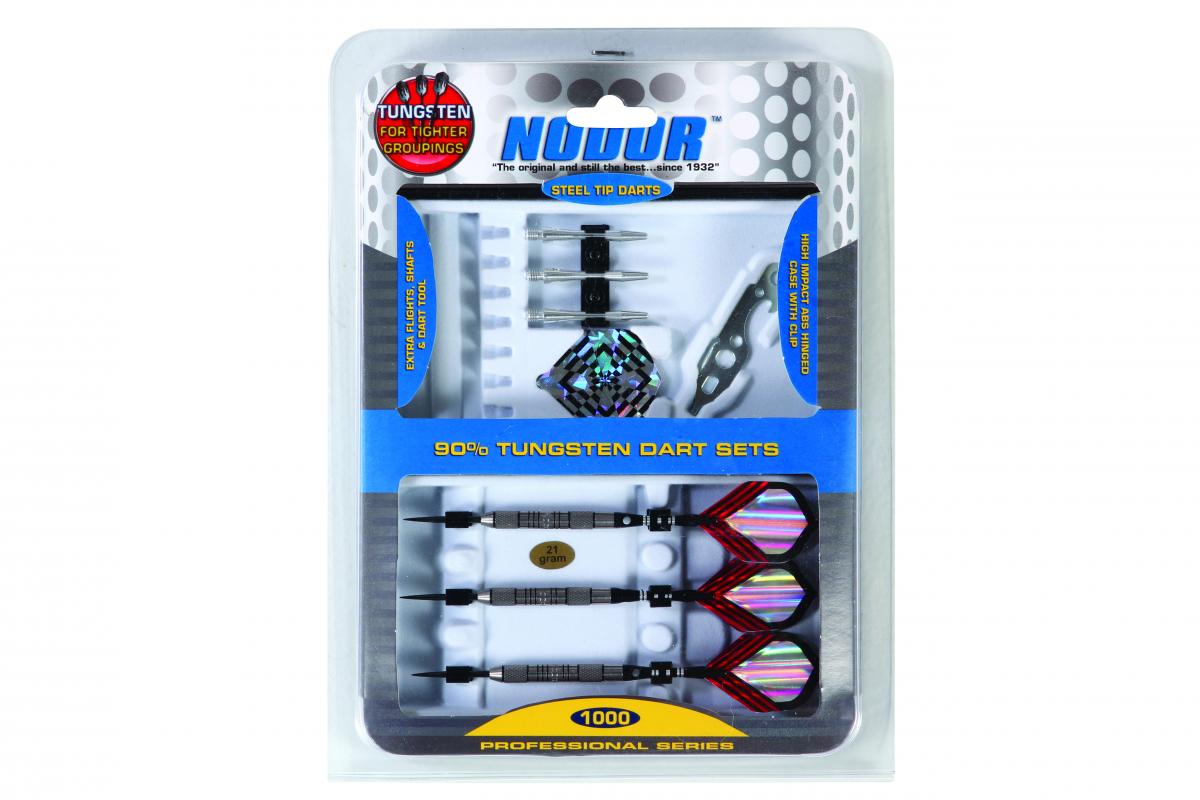 TUNGSTEN
FOR TIGHTER
GROUPINGS
NODOR™
"The original and still the best...since 1932"
STEEL TIP DARTS
EXTRA FLIGHTS, SHAFTS
& DART TOOL
HIGH IMPACT ABS HINGED
CASE WITH CLIP
90% TUNGSTEN DART SETS
21
gram
1000
PROFESSIONAL SERIES